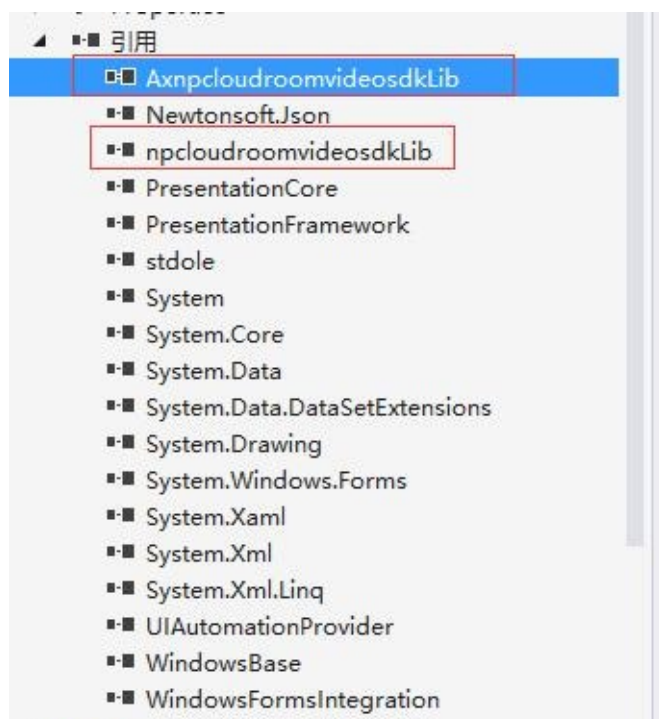 引用
AxnpcloudroomvideosdkLib
Newtonsoft.Json
npcloudroomvideosdkLib
PresentationCore
PresentationFramework
stdole
System
System.Core
System.Data
System.Data.DataSetExtensions
System.Drawing
System.Windows.Forms
System.Xaml
System.Xml
System.Xml.Linq
UIAutomationProvider
WindowsBase
WindowsFormsIntegration